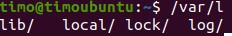 timo@timoubuntu:~$ /var/l
lib/   local/ lock/  log/